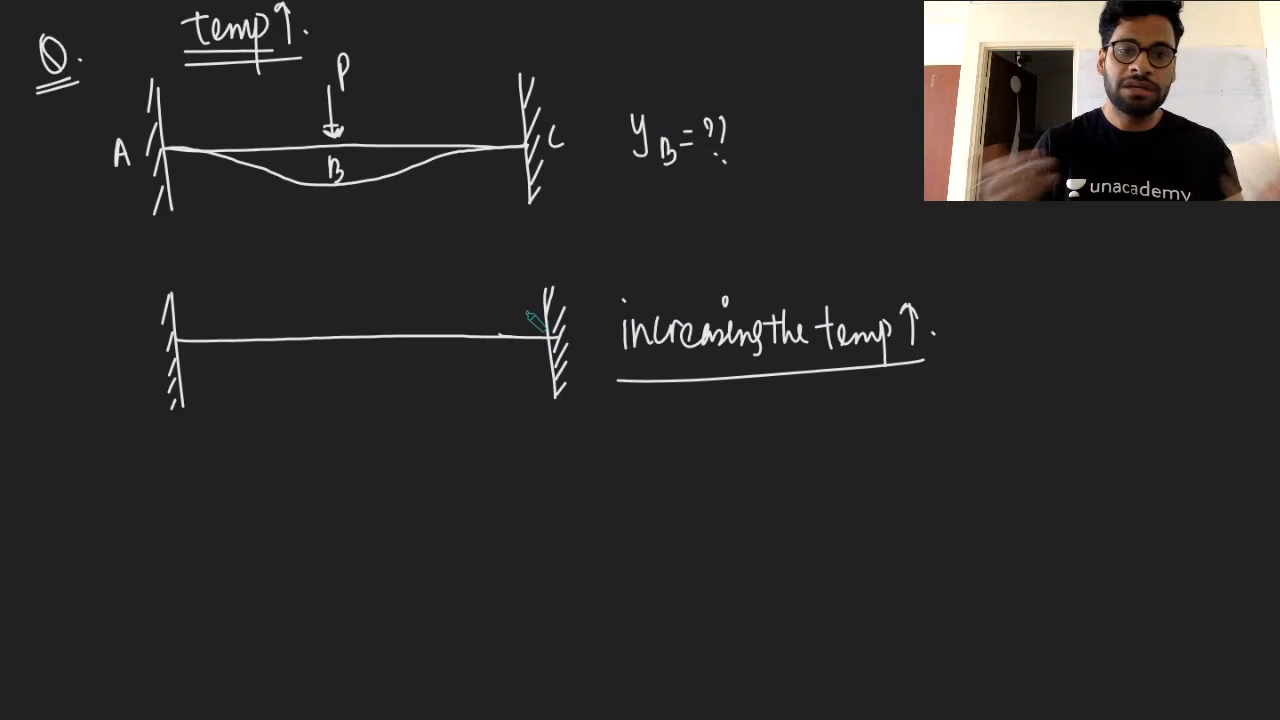 Q.
temp↑.
P
A
B
C
y_B = ??
increasing the temp↑.
unacademy